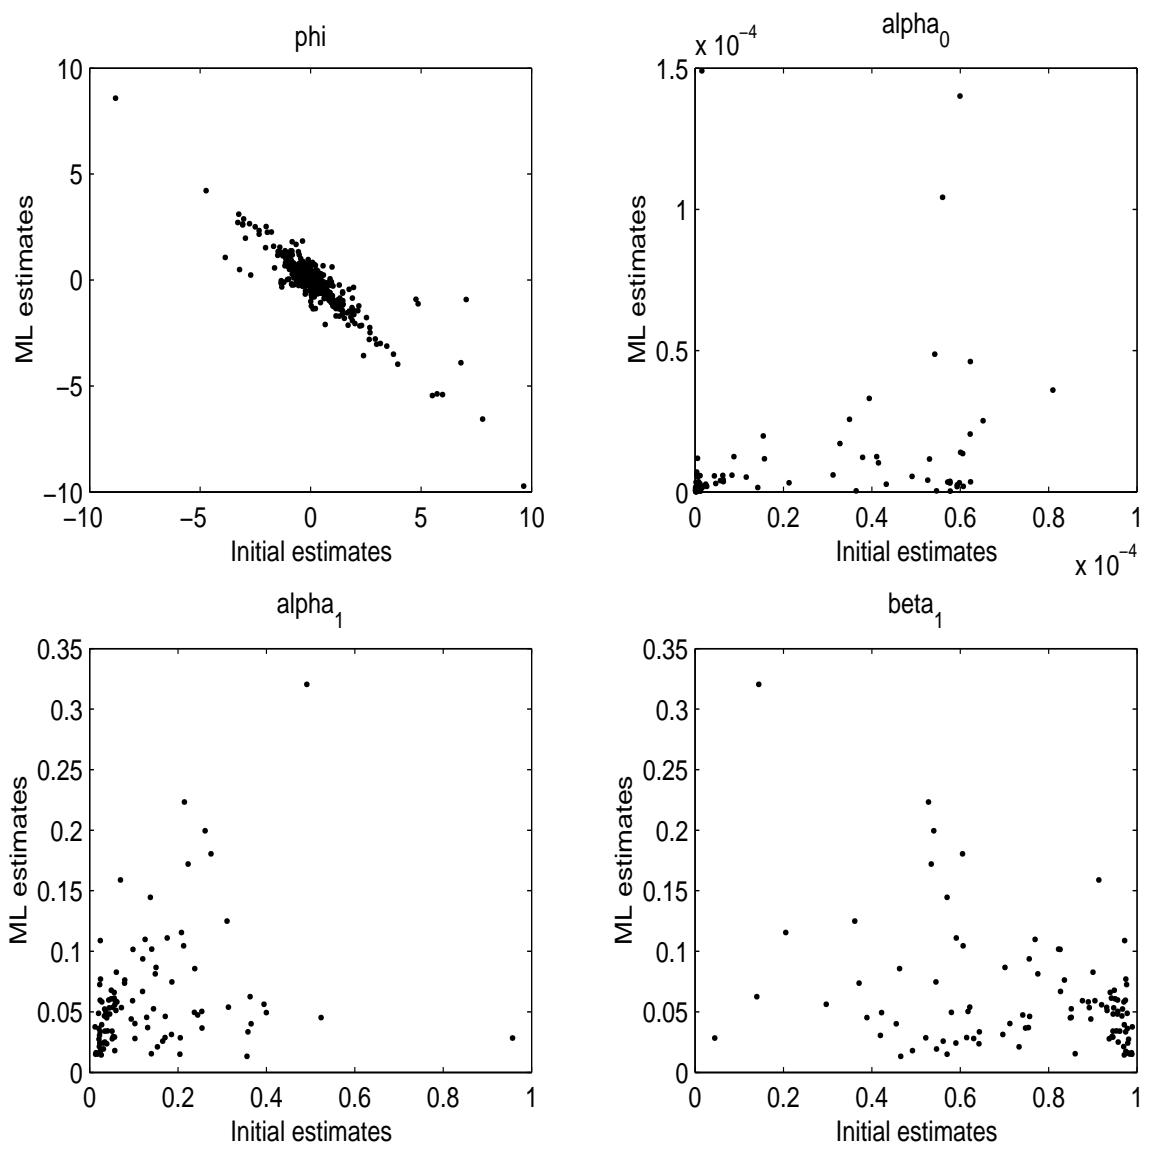 phi
10
5
0
−5
−10
−10 −5 0 5 10
Initial estimates
ML estimates
alpha0
x 10−4
1.5
1
0.5
0
0 0.2 0.4 0.6 0.8 1
Initial estimates
x 10−4
ML estimates
alpha1
0.35
0.3
0.25
0.2
0.15
0.1
0.05
0
0 0.2 0.4 0.6 0.8 1
Initial estimates
ML estimates
beta1
0.35
0.3
0.25
0.2
0.15
0.1
0.05
0
0 0.2 0.4 0.6 0.8 1
Initial estimates
ML estimates